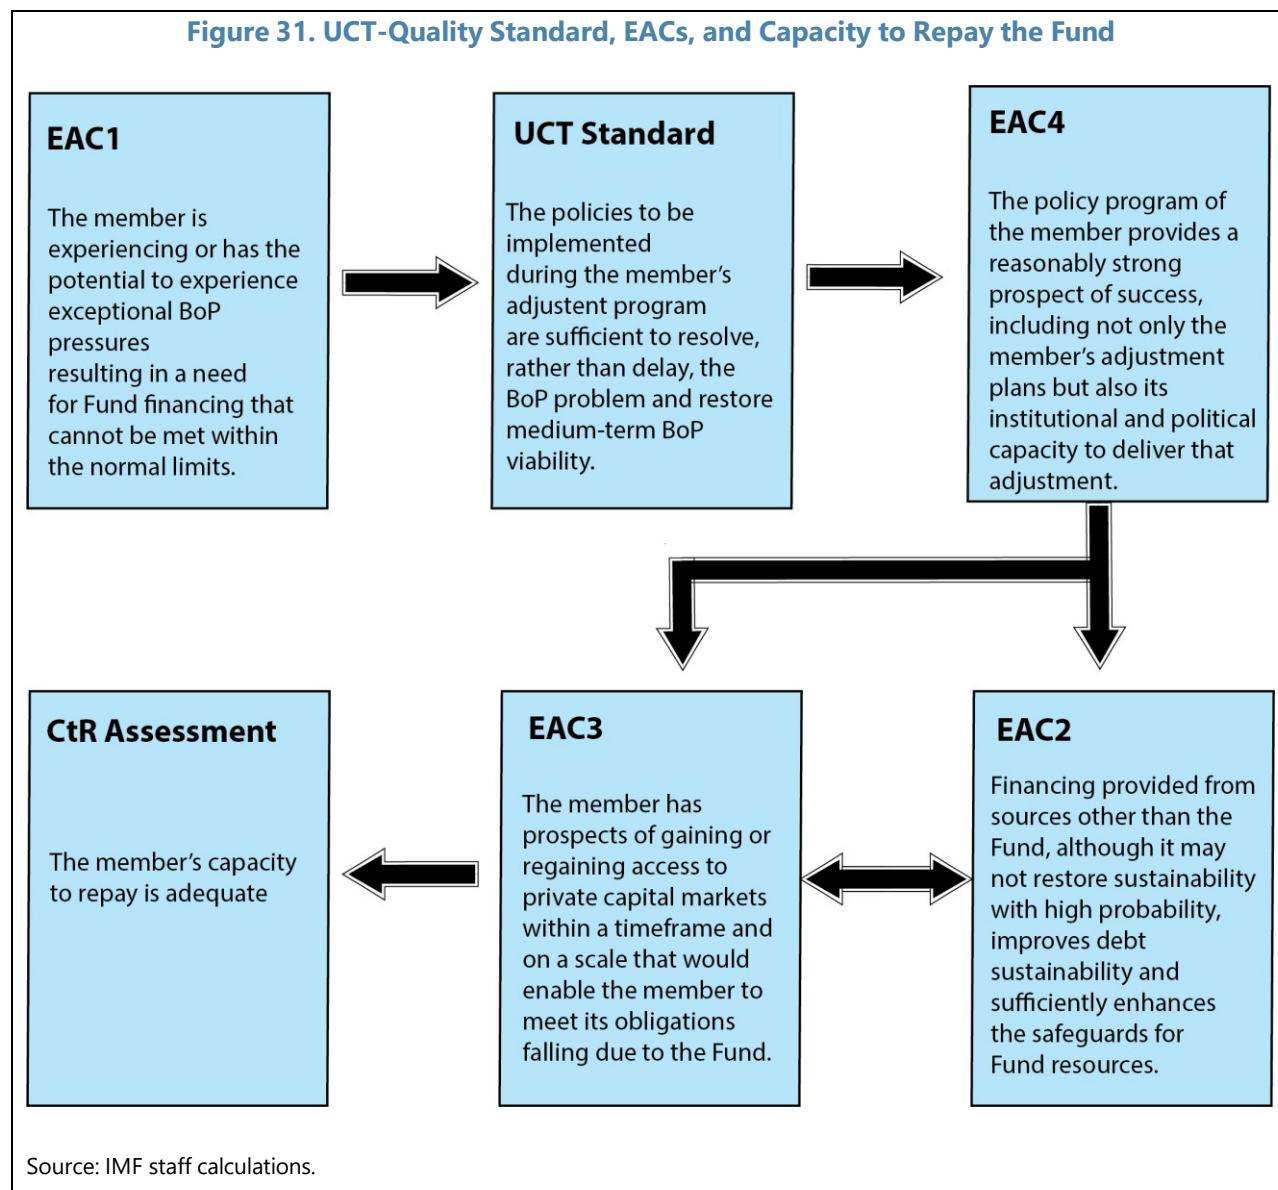 Figure 31. UCT-Quality Standard, EACs, and Capacity to Repay the Fund
EAC1
The member is
experiencing or has the
potential to experience
exceptional BoP
pressures
resulting in a need
for Fund financing that
cannot be met within
the normal limits.
UCT Standard
The policies to be
implemented
during the member's
adjustent program
are sufficient to resolve,
rather than delay, the
BoP problem and restore
medium-term BoP
viability.
EAC4
The policy program of
the member provides a
reasonably strong
prospect of success,
including not only the
member's adjustment
plans but also its
institutional and political
capacity to deliver that
adjustment.
CtR Assessment
The member's capacity
to repay is adequate
EAC3
The member has
prospects of gaining or
regaining access to
private capital markets
within a timeframe and
on a scale that would
enable the member to
meet its obligations
falling due to the Fund.
EAC2
Financing provided from
sources other than the
Fund, although it may
not restore sustainability
with high probability,
improves debt
sustainability and
sufficiently enhances
the safeguards for
Fund resources.
Source: IMF staff calculations.